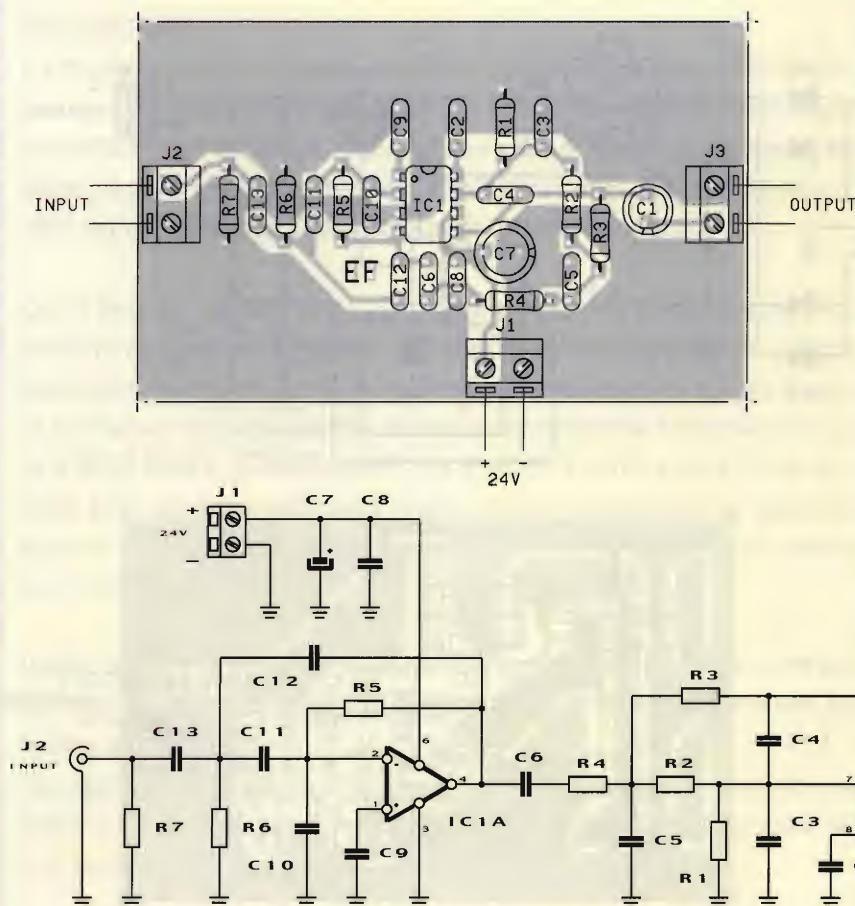 C9
C2
R1
C3
J2
J3
INPUT
R7
C13
R6
C11
R5
C10
IC1
C4
R2
R3
C1
OUTPUT
EF
C12
C6
C8
C7
R4
C5
J1
+ -
24V
J1
C7
C8
+
24V
-
+
C12
R5
R3
J2
INPUT
C13
C11
2
-
6
4
C6
R4
R2
C4
7
1
+
3
IC1A
R7
R6
C10
C9
C5
R1
C3
8